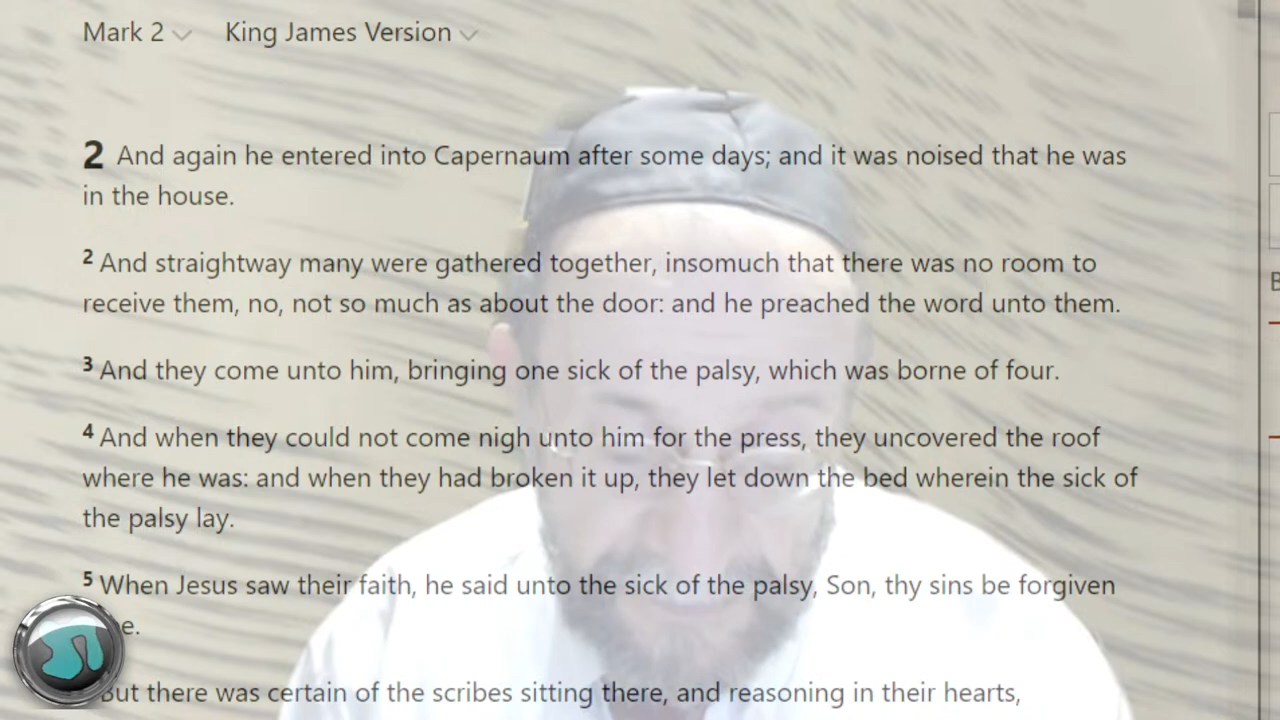 Mark 2 King James Version
2 And again he entered into Capernaum after some days; and it was noised that he was
in the house.
2 And straightway many were gathered together, insomuch that there was no room to
receive them, no, not so much as about the door: and he preached the word unto them.
3 And they come unto him, bringing one sick of the palsy, which was borne of four.
4 And when they could not come nigh unto him for the press, they uncovered the roof
where he was: and when they had broken it up, they let down the bed wherein the sick of
the palsy lay.
5 When Jesus saw their faith, he said unto the sick of the palsy, Son, thy sins be forgiven
e.
But there was certain of the scribes sitting there, and reasoning in their hearts,